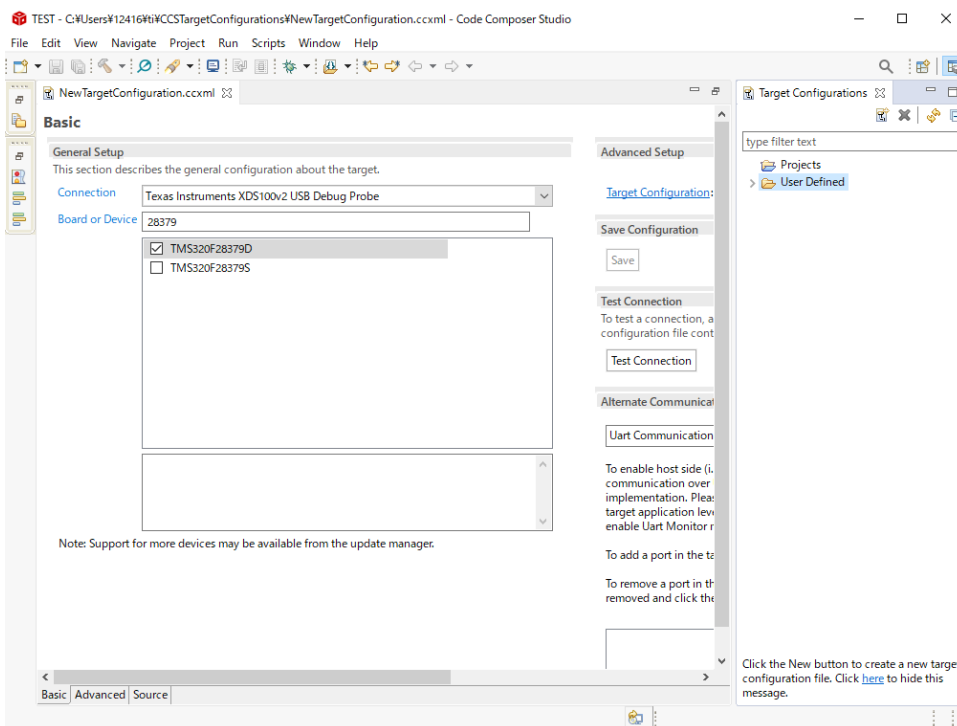 TEST - C:¥Users¥12416¥ti¥CCSTargetConfigurations¥NewTargetConfiguration.ccxml - Code Composer Studio
File Edit View Navigate Project Run Scripts Window Help
NewTargetConfiguration.ccxml
Basic
General Setup
This section describes the general configuration about the target.
Connection
Texas Instruments XDS100v2 USB Debug Probe
Board or Device
28379
TMS320F28379D
TMS320F28379S
Note: Support for more devices may be available from the update manager.
Advanced Setup
Target Configuration:
Save Configuration
Save
Test Connection
To test a connection, a
configuration file cont
Test Connection
Alternate Communicat
Uart Communication
To enable host side (i.
communication over
implementation. Pleas
target application leve
enable Uart Monitor r
To add a port in the ta
To remove a port in th
removed and click the
Basic Advanced Source
Target Configurations
type filter text
Projects
User Defined
Click the New button to create a new targe
configuration file. Click here to hide this
message.